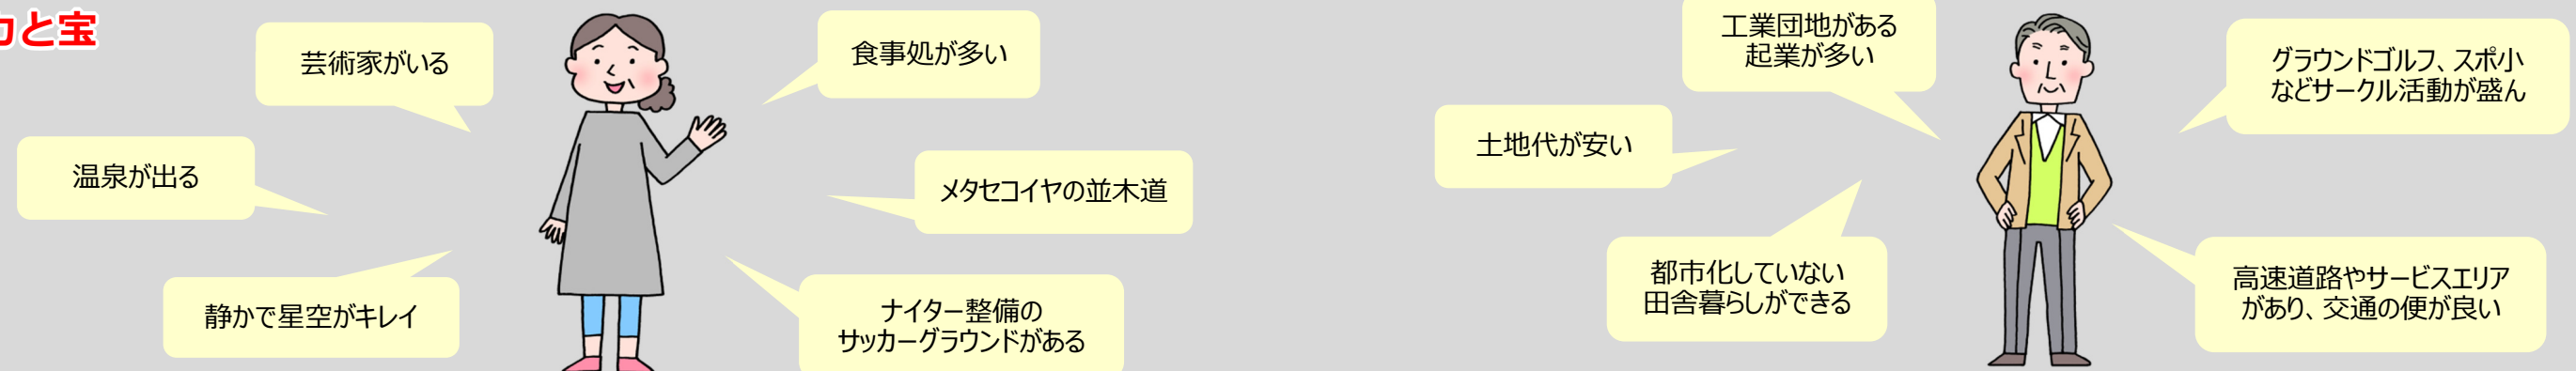 力と宝
芸術家がいる
食事処が多い
温泉が出る
メタセコイヤの並木道
静かで星空がキレイ
ナイター整備の
サッカーグラウンドがある
工業団地がある
起業が多い
グラウンドゴルフ、スポ少
などサークル活動が盛ん
土地代が安い
都市化していない
田舎暮らしができる
高速道路やサービスエリア
があり、交通の便が良い